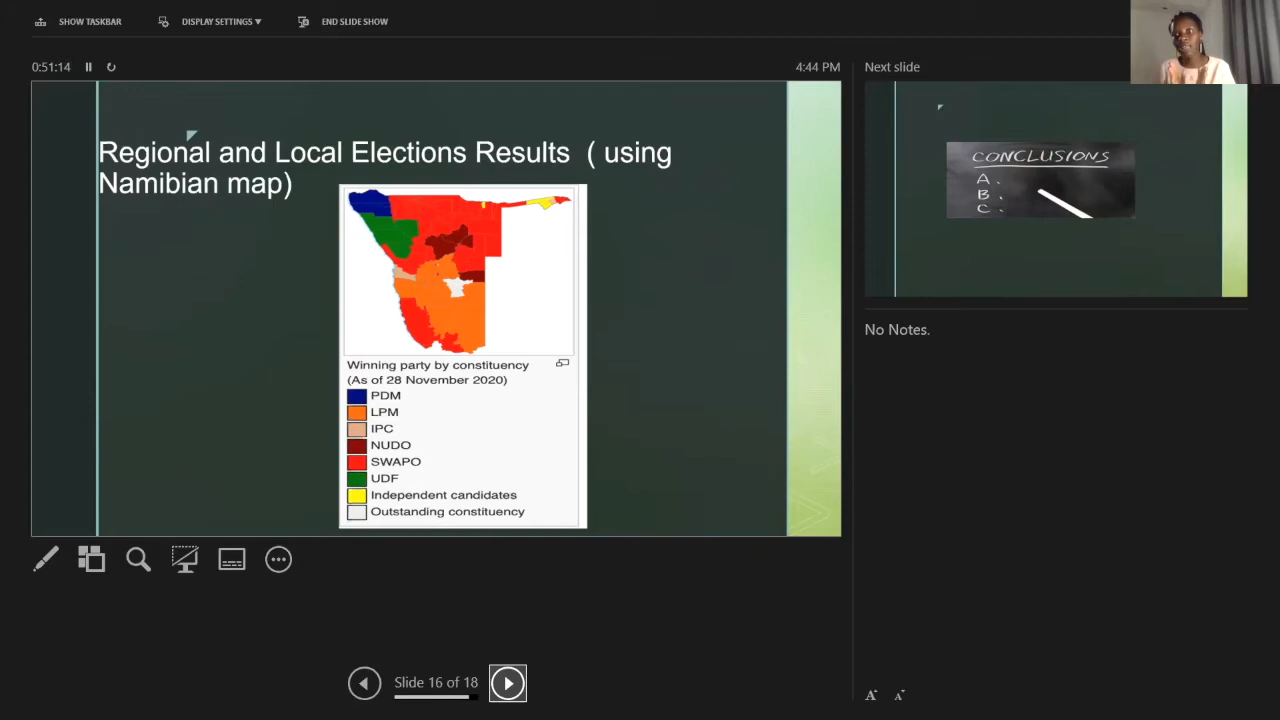 SHOW TASKBAR
DISPLAY SETTINGS ▼
END SLIDE SHOW
0:51:14
4:44 PM
Regional and Local Elections Results ( using
Namibian map)
Winning party by constituency
(As of 28 November 2020)
PDM
LPM
IPC
NUDO
SWAPO
UDF
Independent candidates
Outstanding constituency
Slide 16 of 18
Next slide
CONCLUSIONS
A.
B.
C.
No Notes.
A
A